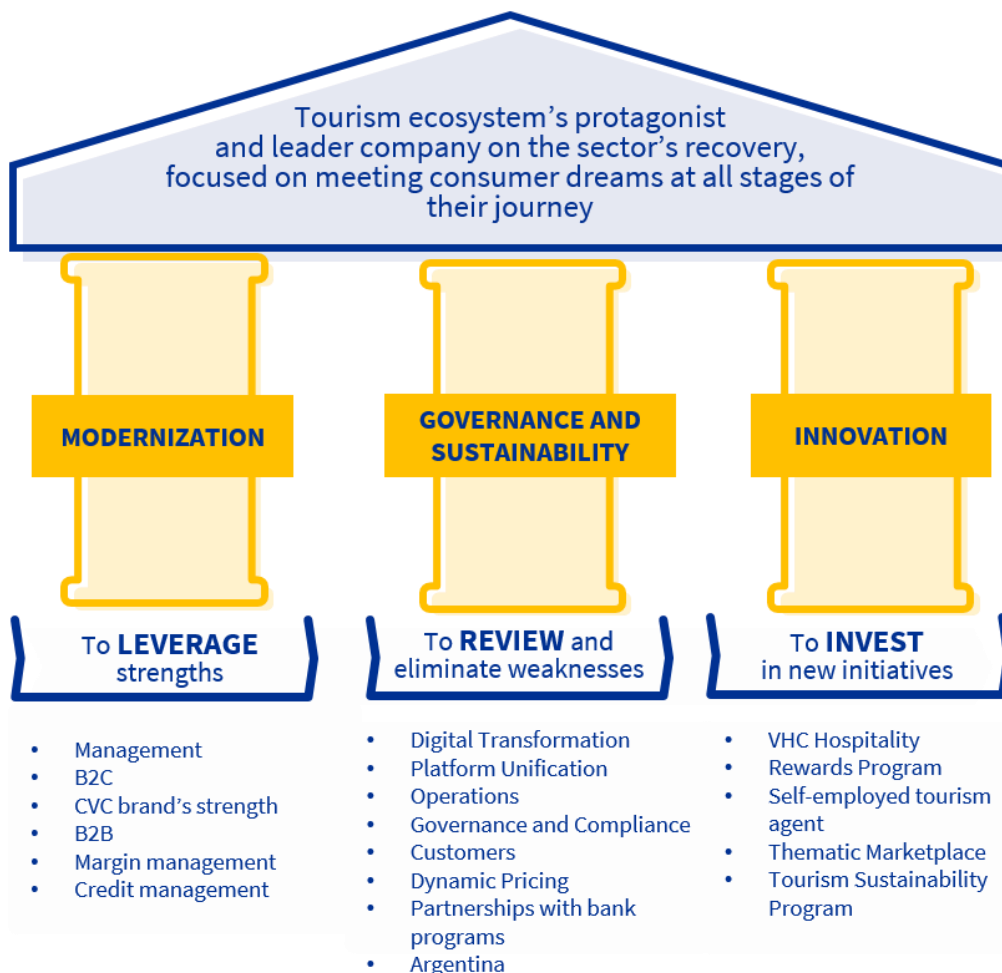 Tourism ecosystem's protagonist
and leader company on the sector's recovery,
focused on meeting consumer dreams at all stages of
their journey
MODERNIZATION
To LEVERAGE
strengths
• Management
• B2C
• CVC brand's strength
• B2B
• Margin management
• Credit management
GOVERNANCE AND
SUSTAINABILITY
To REVIEW and
eliminate weaknesses
• Digital Transformation
• Platform Unification
• Operations
• Governance and Compliance
• Customers
• Dynamic Pricing
• Partnerships with bank
programs
• Argentina
INNOVATION
To INVEST
in new initiatives
• VHC Hospitality
• Rewards Program
• Self-employed tourism
agent
• Thematic Marketplace
• Tourism Sustainability
Program